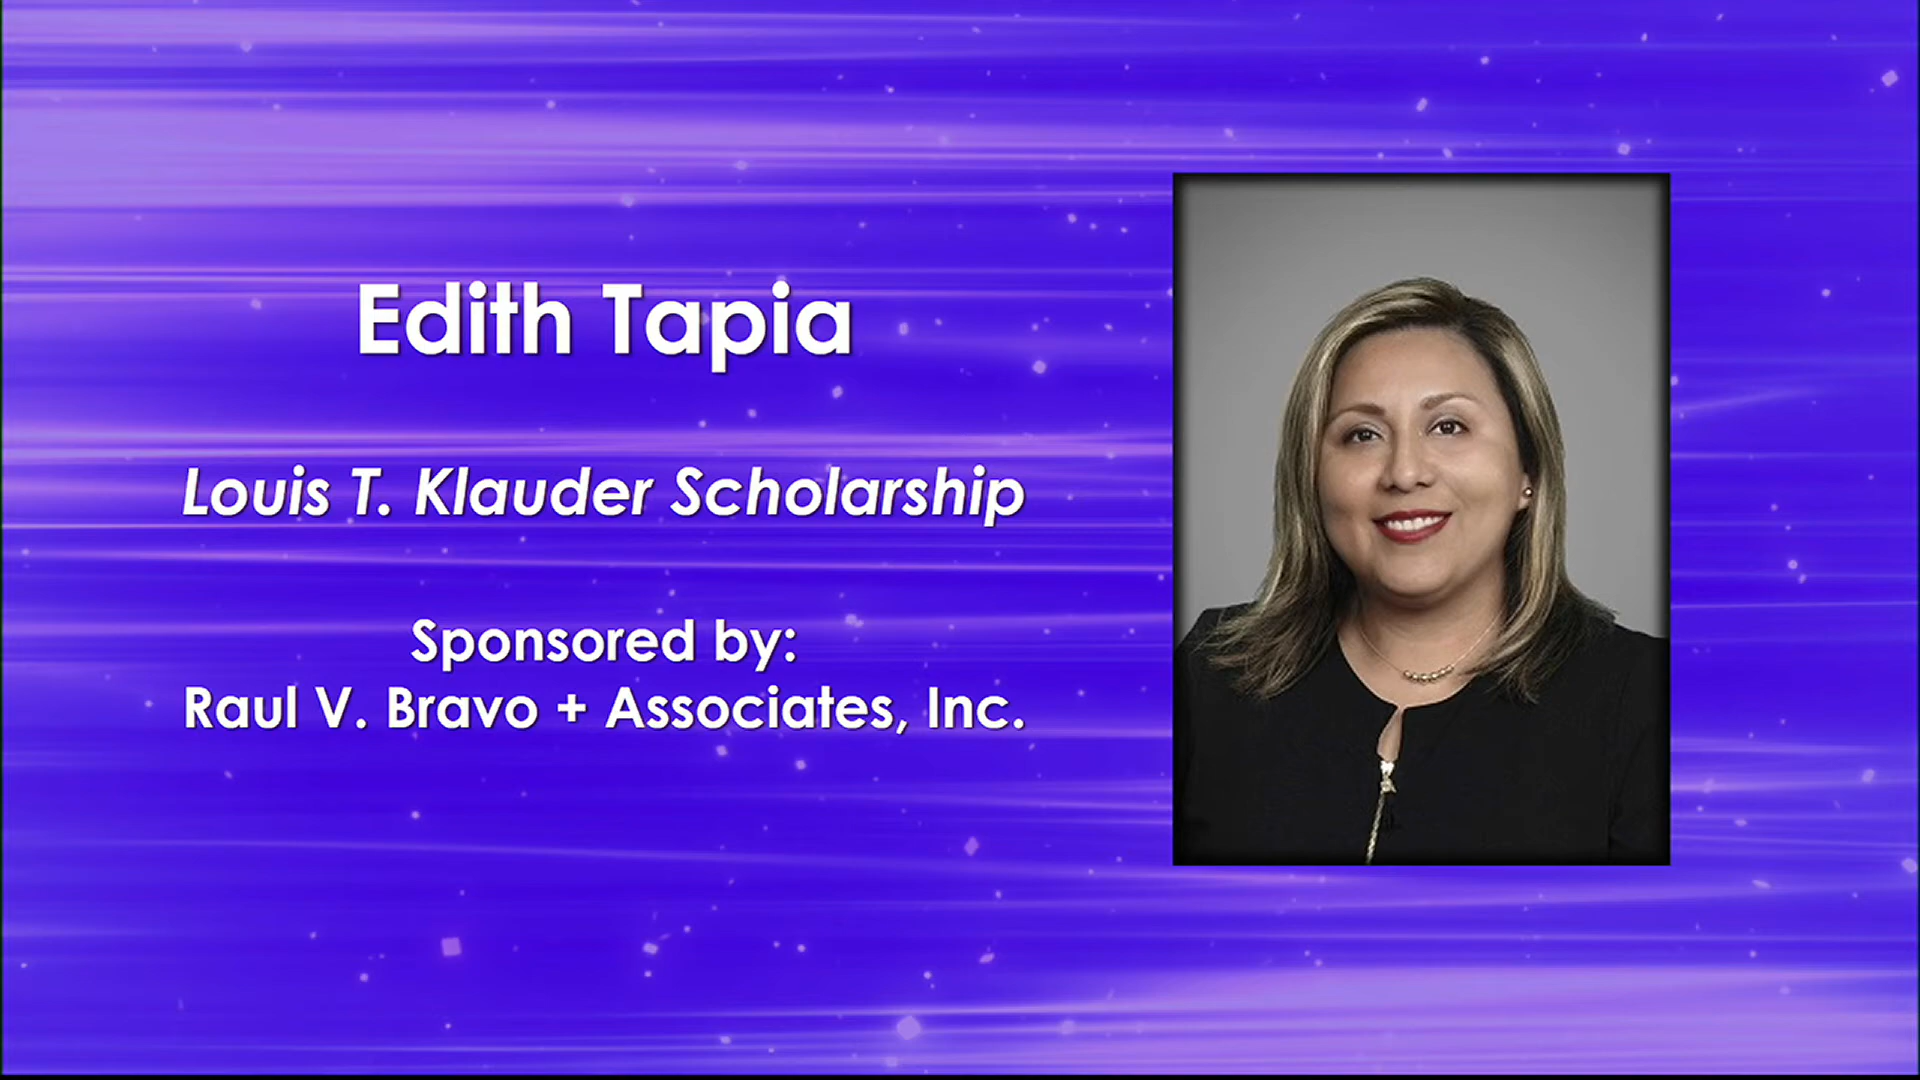 Edith Tapia
Louis T. Klauder Scholarship
Sponsored by:
Raul V. Bravo + Associates, Inc.